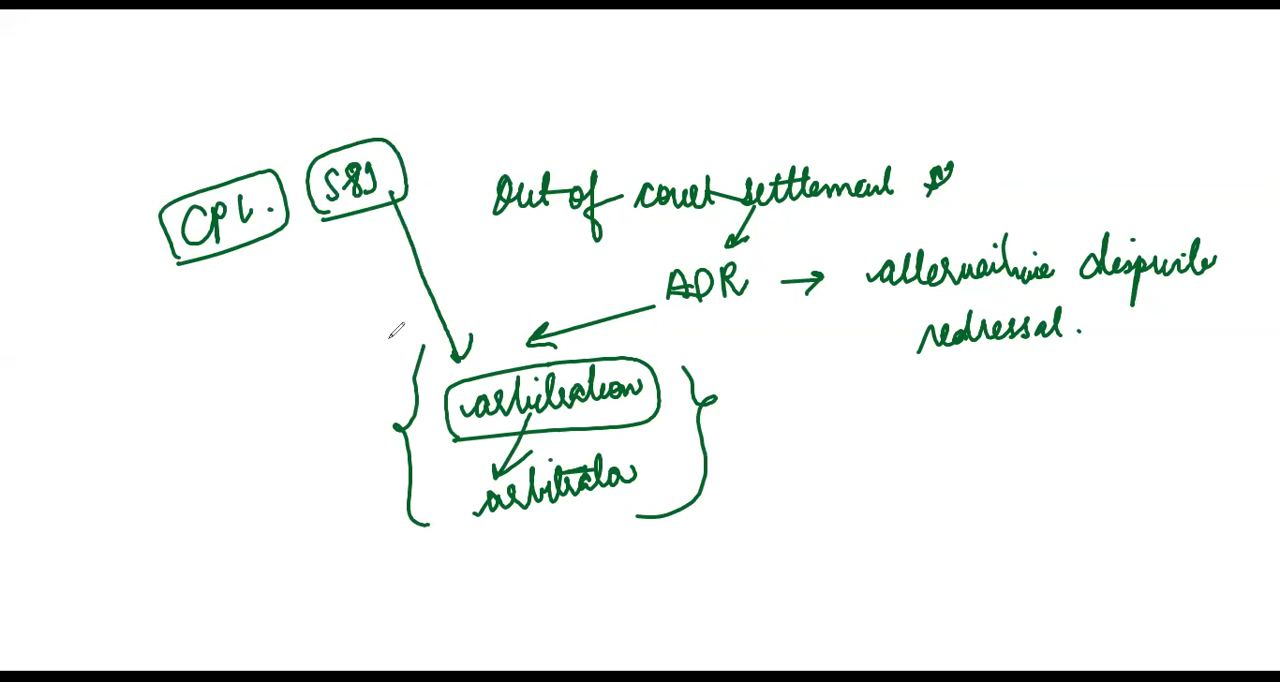 CPC. S89
Out of court settlement
ADR → alternative dispute
redressal.
arbitration
arbitrator